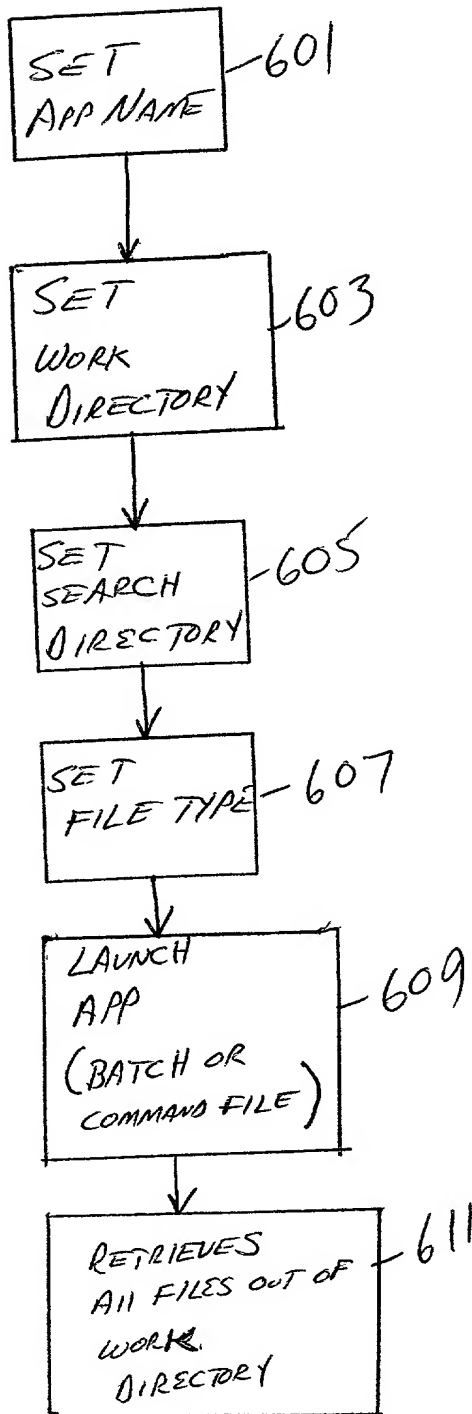 SET
APP NAME
601
SET
WORK
DIRECTORY
603
SET
SEARCH
DIRECTORY
605
SET
FILE TYPE
607
LAUNCH
APP
(BATCH OR
COMMAND FILE)
609
RETRIEVES
All FILES OUT OF
WORK
DIRECTORY
611